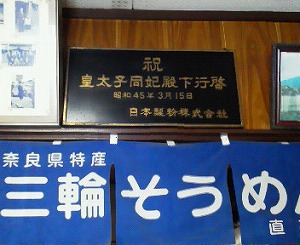 祝
皇太子同妃殿下行啓
昭和45年3月15日
日本製粉株式会社
奈良県特産
三輪そうめん
直